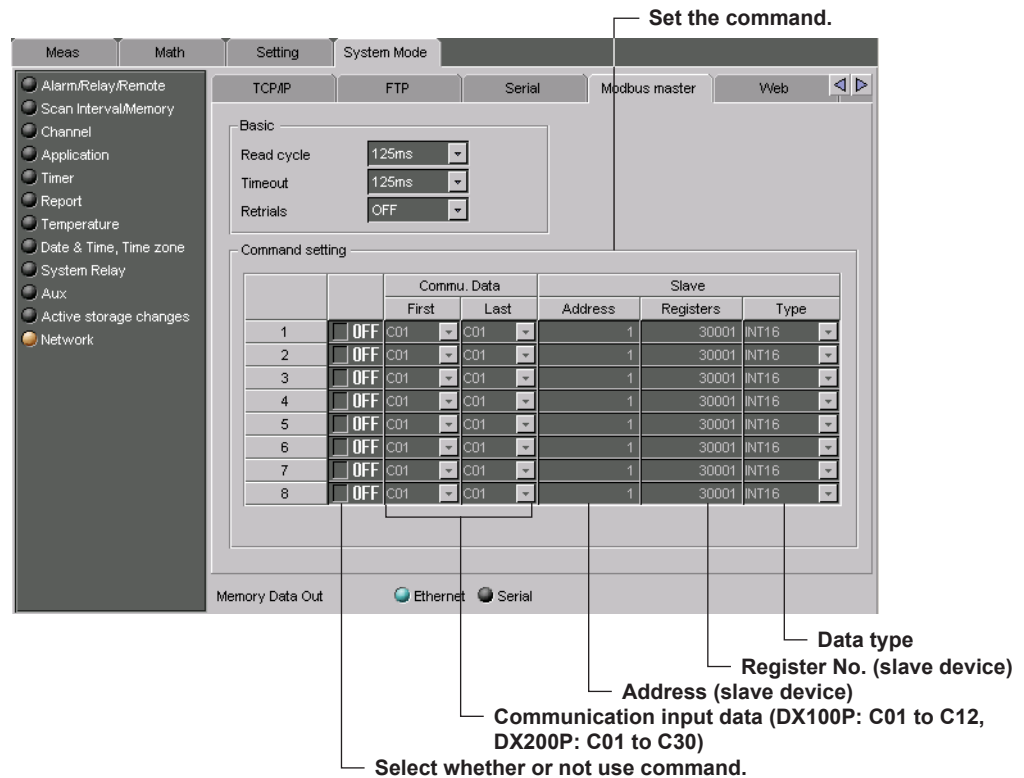 Set the command.
Meas Math Setting System Mode
Alarm/Relay/Remote
Scan Interval/Memory
Channel
Application
Timer
Report
Temperature
Date & Time, Time zone
System Relay
Aux
Active storage changes
Network
TCP/IP FTP Serial Modbus master Web
Basic
Read cycle 125ms
Timeout 125ms
Retrials OFF
Command setting
Commu. Data Slave
First Last Address Registers Type
1 OFF C01 C01 1 30001 INT16
2 OFF C01 C01 1 30001 INT16
3 OFF C01 C01 1 30001 INT16
4 OFF C01 C01 1 30001 INT16
5 OFF C01 C01 1 30001 INT16
6 OFF C01 C01 1 30001 INT16
7 OFF C01 C01 1 30001 INT16
8 OFF C01 C01 1 30001 INT16
Memory Data Out Ethernet Serial
Data type
Register No. (slave device)
Address (slave device)
Communication input data (DX100P: C01 to C12,
DX200P: C01 to C30)
Select whether or not use command.